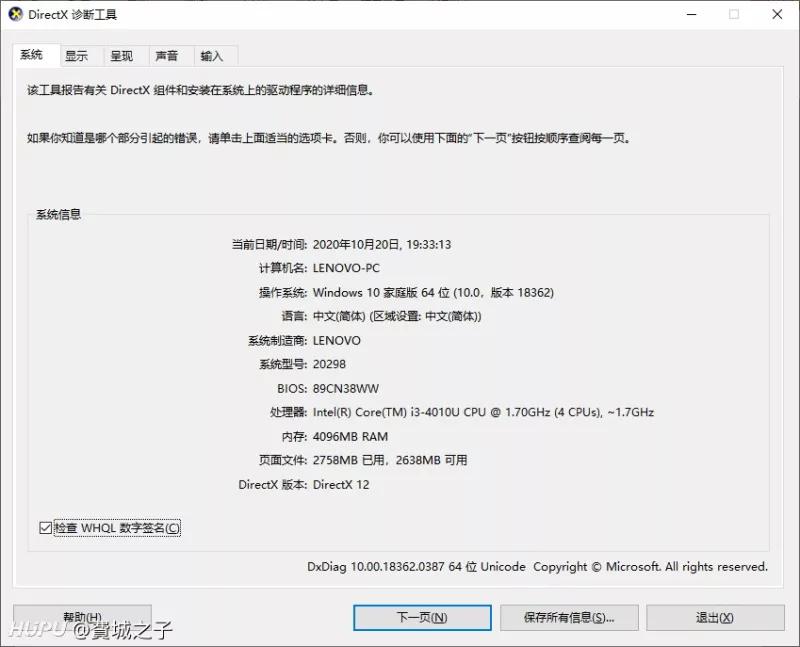 DirectX 诊断工具
系统 显示 呈现 声音 输入
该工具报告有关 DirectX 组件和安装在系统上的驱动程序的详细信息。
如果你知道是哪个部分引起的错误，请单击上面适当的选项卡。否则，你可以使用下面的“下一页”按钮按顺序查阅每一页。
系统信息
当前日期/时间: 2020年10月20日, 19:33:13
计算机名: LENOVO-PC
操作系统: Windows 10 家庭版 64 位 (10.0，版本 18362)
语言: 中文(简体) (区域设置: 中文(简体))
系统制造商: LENOVO
系统型号: 20298
BIOS: 89CN38WW
处理器: Intel(R) Core(TM) i3-4010U CPU @ 1.70GHz (4 CPUs), ~1.7GHz
内存: 4096MB RAM
页面文件: 2758MB 已用，2638MB 可用
DirectX 版本: DirectX 12
检查 WHQL 数字签名(C)
DxDiag 10.00.18362.0387 64 位 Unicode Copyright © Microsoft. All rights reserved.
帮助(H) 下一页(N) 保存所有信息(S)... 退出(X)
HUPU @費城之子